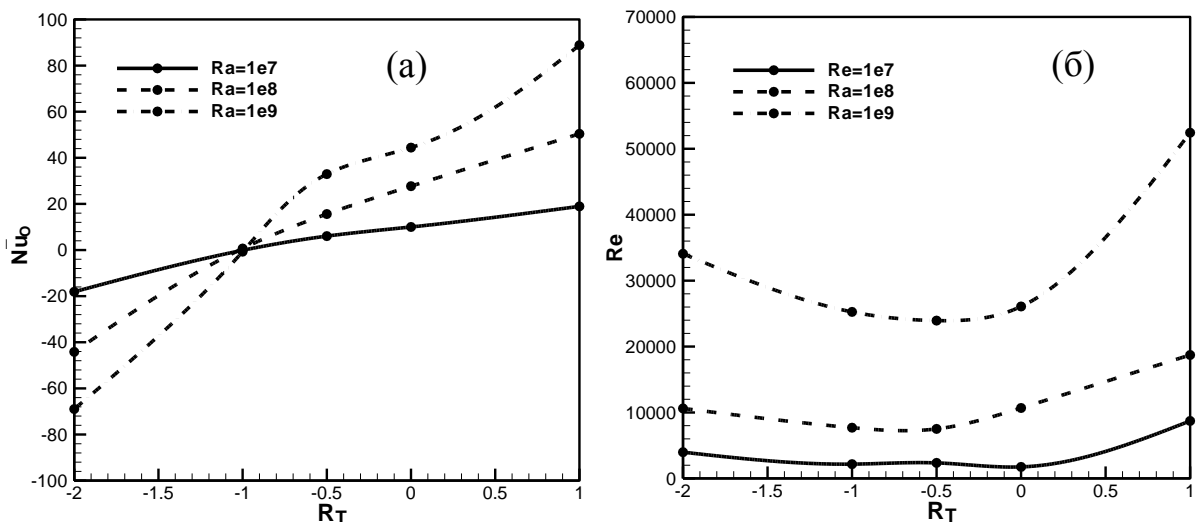 100
80
60
40
20
0
-20
-40
-60
-80
-100
-2
-1.5
-1
-0.5
0
0.5
1
N̄u₀
R_T
Ra=1e7
Ra=1e8
Ra=1e9
(а)
70000
60000
50000
40000
30000
20000
10000
0
-2
-1.5
-1
-0.5
0
0.5
1
Re
R_T
Re=1e7
Ra=1e8
Ra=1e9
(б)